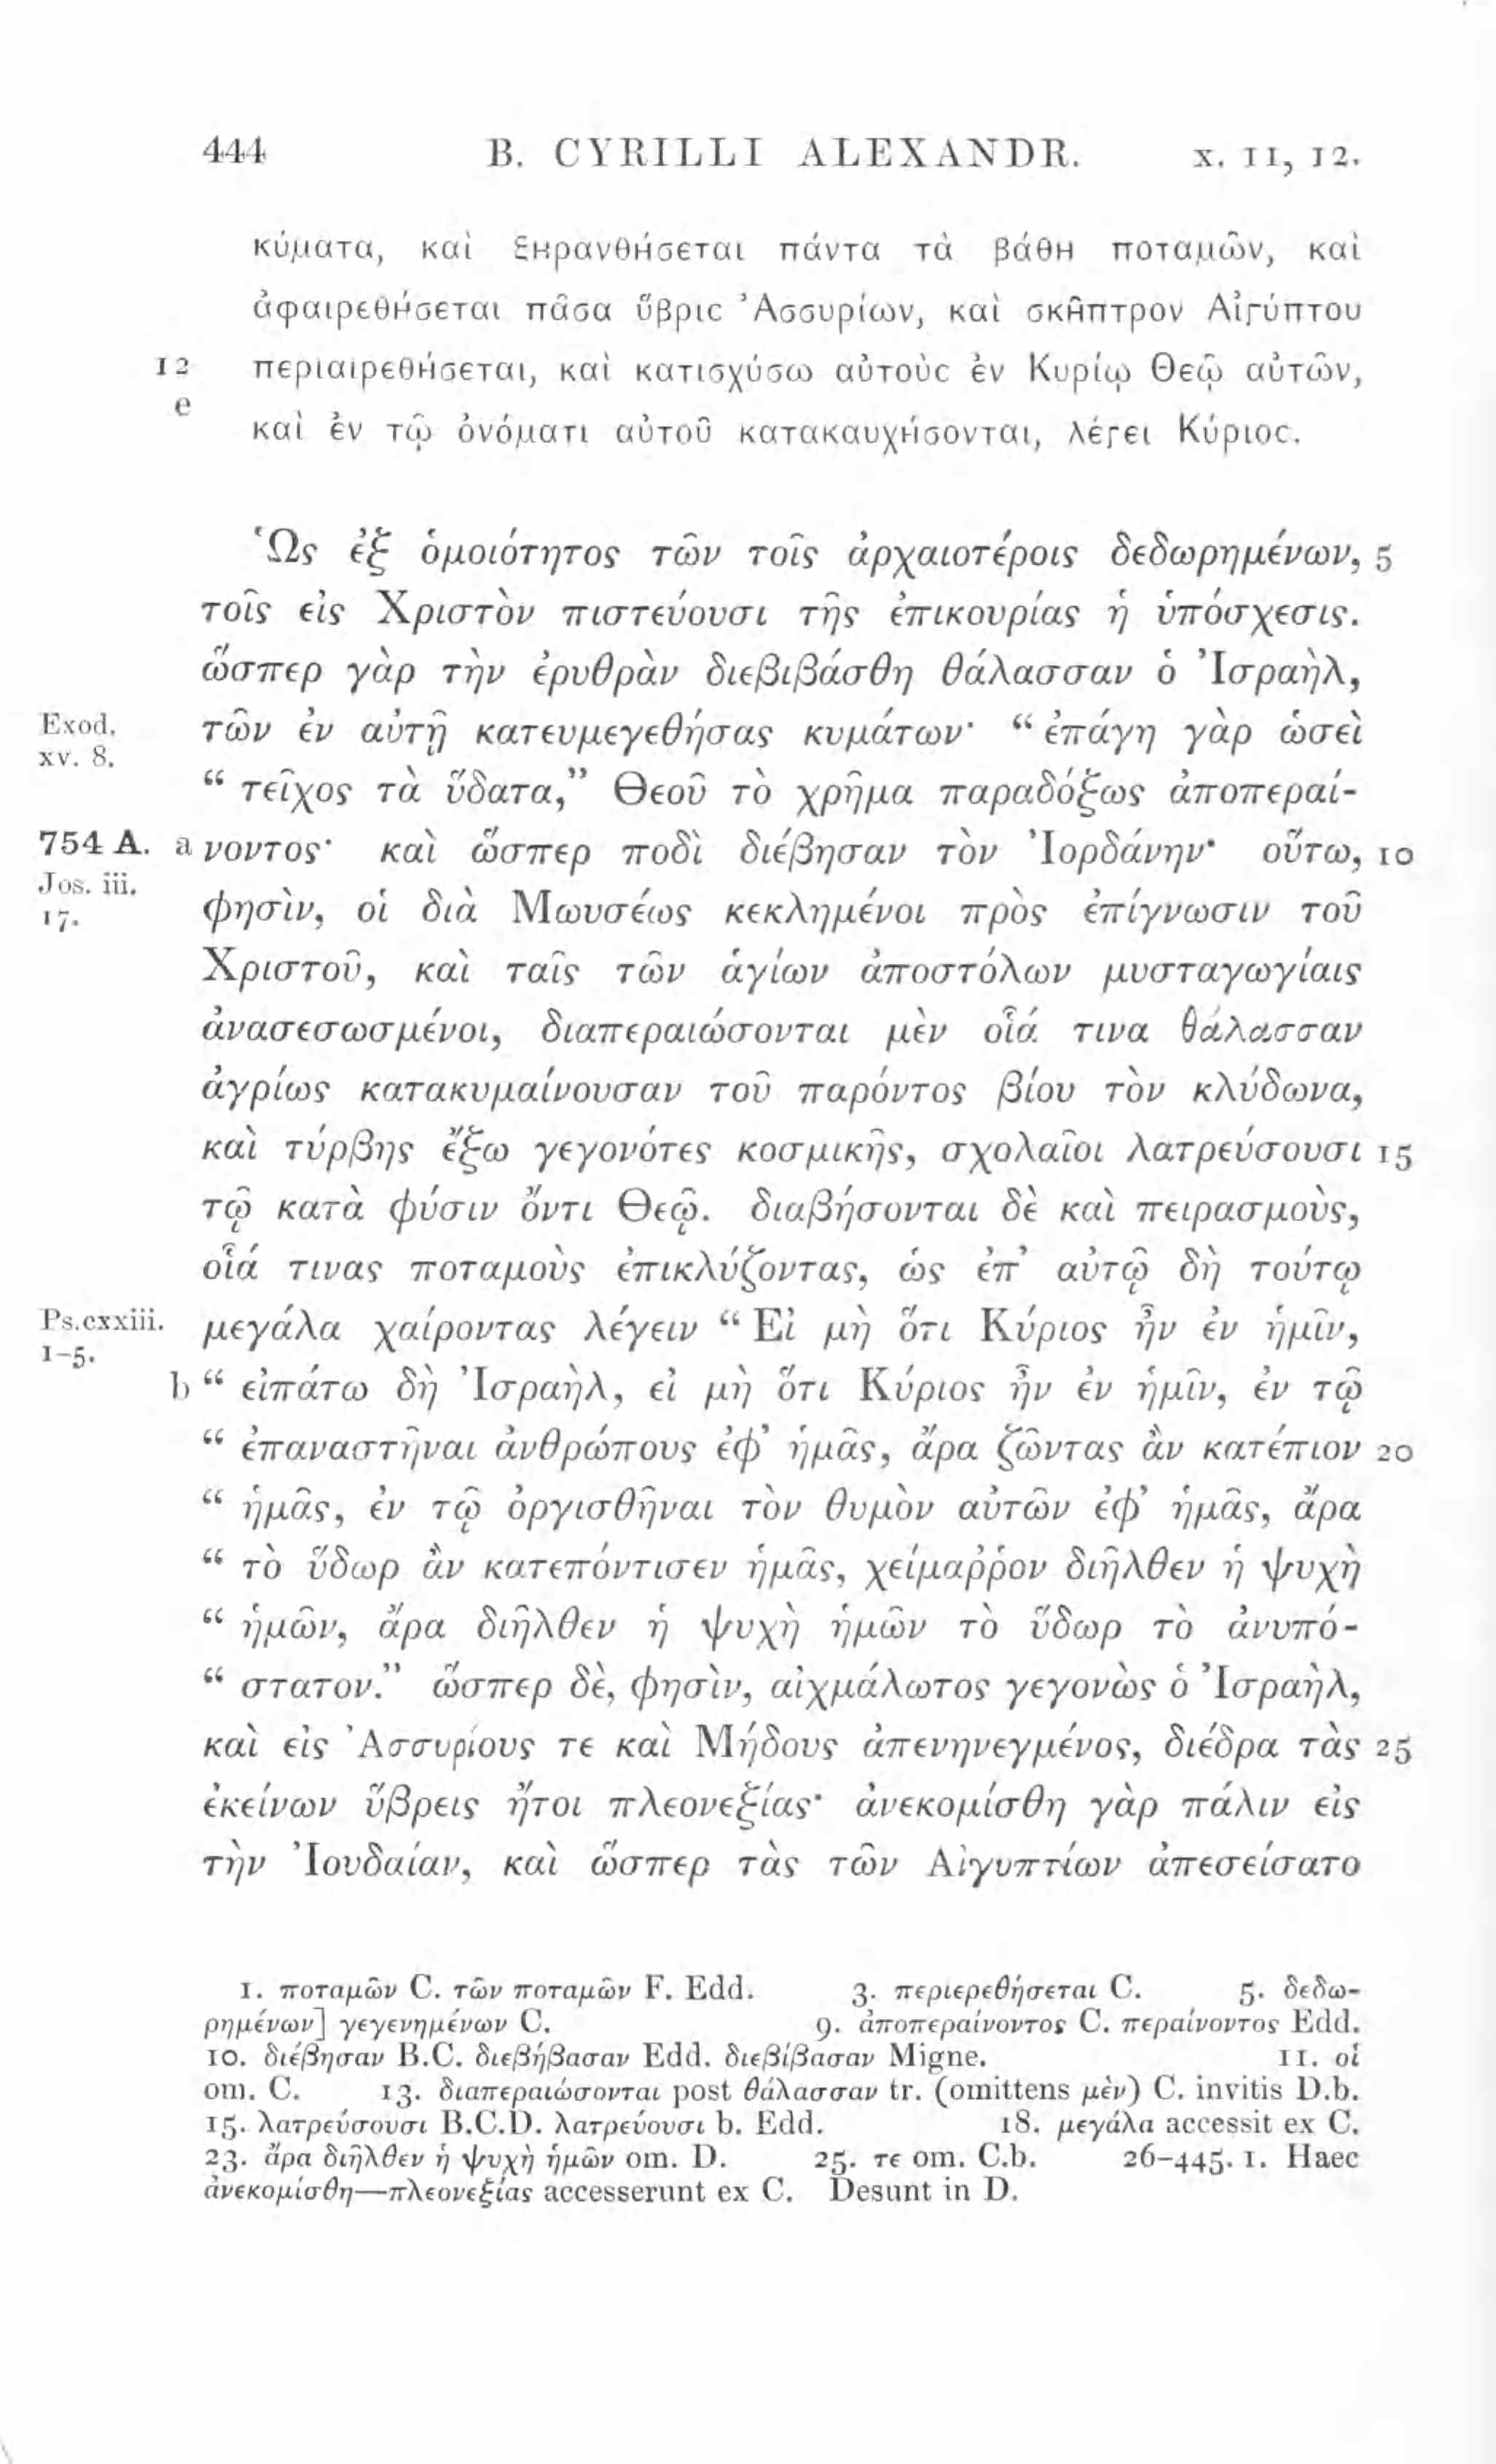 444 B. CYRILLI ALEXANDR. x. 11, 12.
κύματα, καὶ ξηρανθήσεται πάντα τὰ βάθη ποταμῶν, καὶ
ἀφαιρεθήσεται πᾶσα ὕβρις Ἀσσυρίων, καὶ σκῆπτρον Αἰγύπτου
12 περιαιρεθήσεται, καὶ κατισχύσω αὐτοὺς ἐν Κυρίῳ Θεῷ αὐτῶν,
e
καὶ ἐν τῷ ὀνόματι αὐτοῦ κατακαυχήσονται, λέγει Κύριος.
Ὡς ἐξ ὁμοιότητος τῶν τοῖς ἀρχαιοτέροις δεδωρημένων, 5
τοῖς εἰς Χριστὸν πιστεύουσι τῆς ἐπικουρίας ἡ ὑπόσχεσις.
ὥσπερ γὰρ τὴν ἐρυθρὰν διεβιβάσθη θάλασσαν ὁ Ἰσραὴλ,
Exod. τῶν ἐν αὐτῇ κατευμεγεθήσας κυμάτων· “ ἐπάγη γὰρ ὡσεὶ
xv. 8.
“ τεῖχος τὰ ὕδατα,” Θεοῦ τὸ χρῆμα παραδόξως ἀποπεραί-
754 A. a νοντος· καὶ ὥσπερ ποδὶ διέβησαν τὸν Ἰορδάνην· οὕτω, 10
Jos. iii.
17. φησὶν, οἱ διὰ Μωυσέως κεκλημένοι πρὸς ἐπίγνωσιν τοῦ
Χριστοῦ, καὶ ταῖς τῶν ἁγίων ἀποστόλων μυσταγωγίαις
ἀνασεσωσμένοι, διαπεραιώσονται μὲν οἷά τινα θάλασσαν
ἀγρίως κατακυμαίνουσαν τοῦ παρόντος βίου τὸν κλύδωνα,
καὶ τύρβης ἔξω γεγονότες κοσμικῆς, σχολαῖοι λατρεύσουσι 15
τῷ κατὰ φύσιν ὄντι Θεῷ. διαβήσονται δὲ καὶ πειρασμοὺς,
οἷά τινας ποταμοὺς ἐπικλύζοντας, ὡς ἐπ’ αὐτῷ δὴ τούτῳ
Ps.cxxiii. μεγάλα χαίροντας λέγειν “ Εἰ μὴ ὅτι Κύριος ἦν ἐν ἡμῖν,
1-5.
b “ εἰπάτω δὴ Ἰσραὴλ, εἰ μὴ ὅτι Κύριος ἦν ἐν ἡμῖν, ἐν τῷ
“ ἐπαναστῆναι ἀνθρώπους ἐφ’ ἡμᾶς, ἄρα ζῶντας ἂν κατέπιον 20
“ ἡμᾶς, ἐν τῷ ὀργισθῆναι τὸν θυμὸν αὐτῶν ἐφ’ ἡμᾶς, ἄρα
“ τὸ ὕδωρ ἂν κατεπόντισεν ἡμᾶς, χείμαῤῥον διῆλθεν ἡ ψυχὴ
“ ἡμῶν, ἄρα διῆλθεν ἡ ψυχὴ ἡμῶν τὸ ὕδωρ τὸ ἀνυπό-
“ στατον.” ὥσπερ δὲ, φησὶν, αἰχμάλωτος γεγονὼς ὁ Ἰσραὴλ,
καὶ εἰς Ἀσσυρίους τε καὶ Μήδους ἀπενηνεγμένος, διέδρα τὰς 25
ἐκείνων ὕβρεις ἤτοι πλεονεξίας· ἀνεκομίσθη γὰρ πάλιν εἰς
τὴν Ἰουδαίαν, καὶ ὥσπερ τὰς τῶν Αἰγυπτίων ἀπεσείσατο
1. ποταμῶν C. τῶν ποταμῶν F. Edd. 3. περιερεθήσεται C. 5. δεδω-
ρημένων] γεγενημένων C. 9. ἀποπεραίνοντος C. περαίνοντος Edd.
10. διέβησαν B.C. διεβήβασαν Edd. διεβίβασαν Migne. 11. οἱ
om. C. 13. διαπεραιώσονται post θάλασσαν tr. (omittens μὲν) C. invitis D.b.
15. λατρεύσουσι B.C.D. λατρεύουσι b. Edd. 18. μεγάλα accessit ex C.
23. ἄρα διῆλθεν ἡ ψυχὴ ἡμῶν om. D. 25. τε om. C.b. 26-445. 1. Haec
ἀνεκομίσθη—πλεονεξίας accesserunt ex C. Desunt in D.